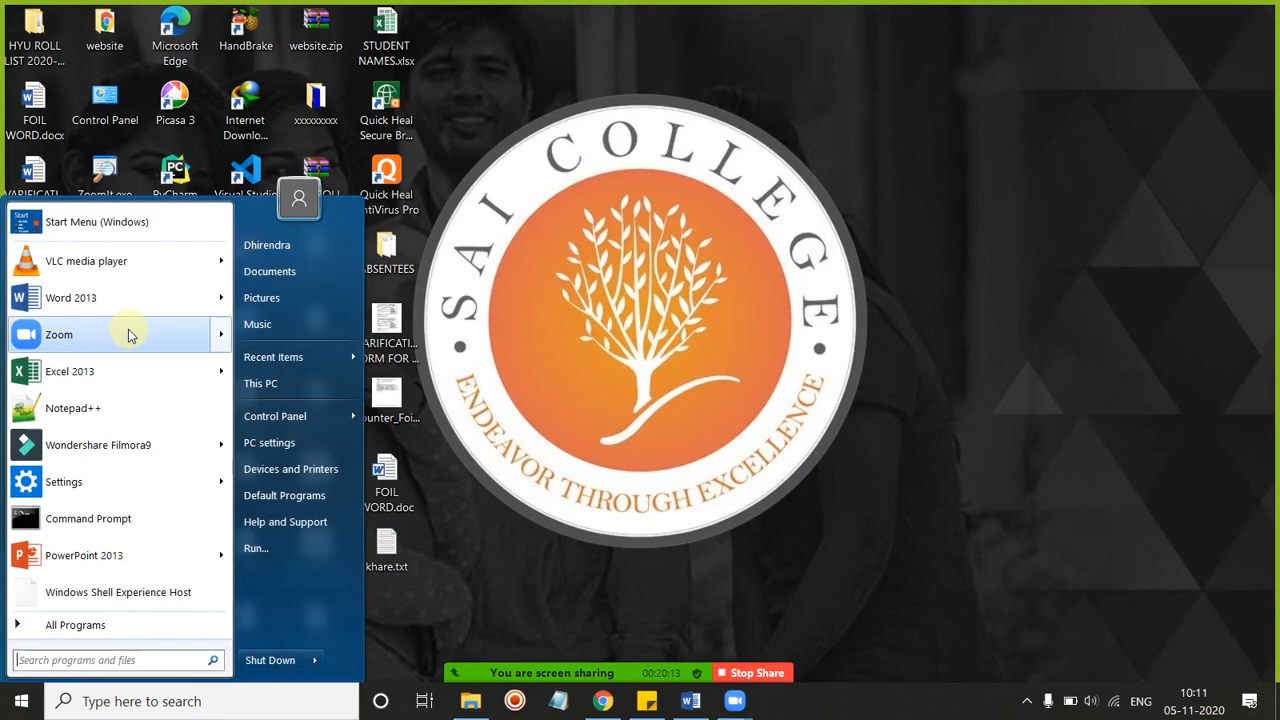 HYU ROLL
LIST 2020-...
website
Microsoft
Edge
HandBrake
website.zip
STUDENT
NAMES.xlsx
FOIL
WORD.docx
Control Panel
Picasa 3
Internet
Downlo...
xxxxxxxx
Quick Heal
Secure Br...
ZoomIt.exe
PyCharm
Quick Heal
Start Menu (Windows)
VLC media player
Word 2013
Zoom
Excel 2013
Notepad++
Wondershare Filmora9
Settings
Command Prompt
PowerPoint 2013
Windows Shell Experience Host
All Programs
Search programs and files
Dhirendra
Documents
Pictures
Music
Recent Items
This PC
Control Panel
PC settings
Devices and Printers
Default Programs
Help and Support
Run...
Shut Down
ABSENTEES
FOIL
WORD.doc
khare.txt
SAI COLLEGE
ENDEAVOR THROUGH EXCELLENCE
You are screen sharing
00:20:13
Stop Share
Type here to search
ENG
10:11
05-11-2020